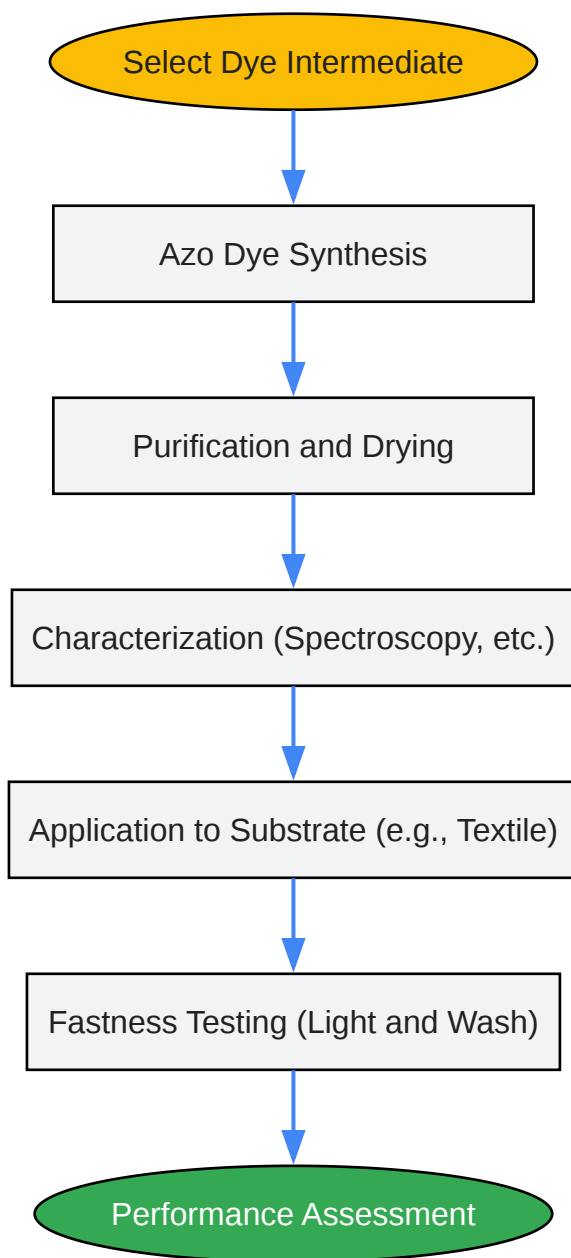 Select Dye Intermediate
Azo Dye Synthesis
Purification and Drying
Characterization (Spectroscopy, etc.)
Application to Substrate (e.g., Textile)
Fastness Testing (Light and Wash)
Performance Assessment